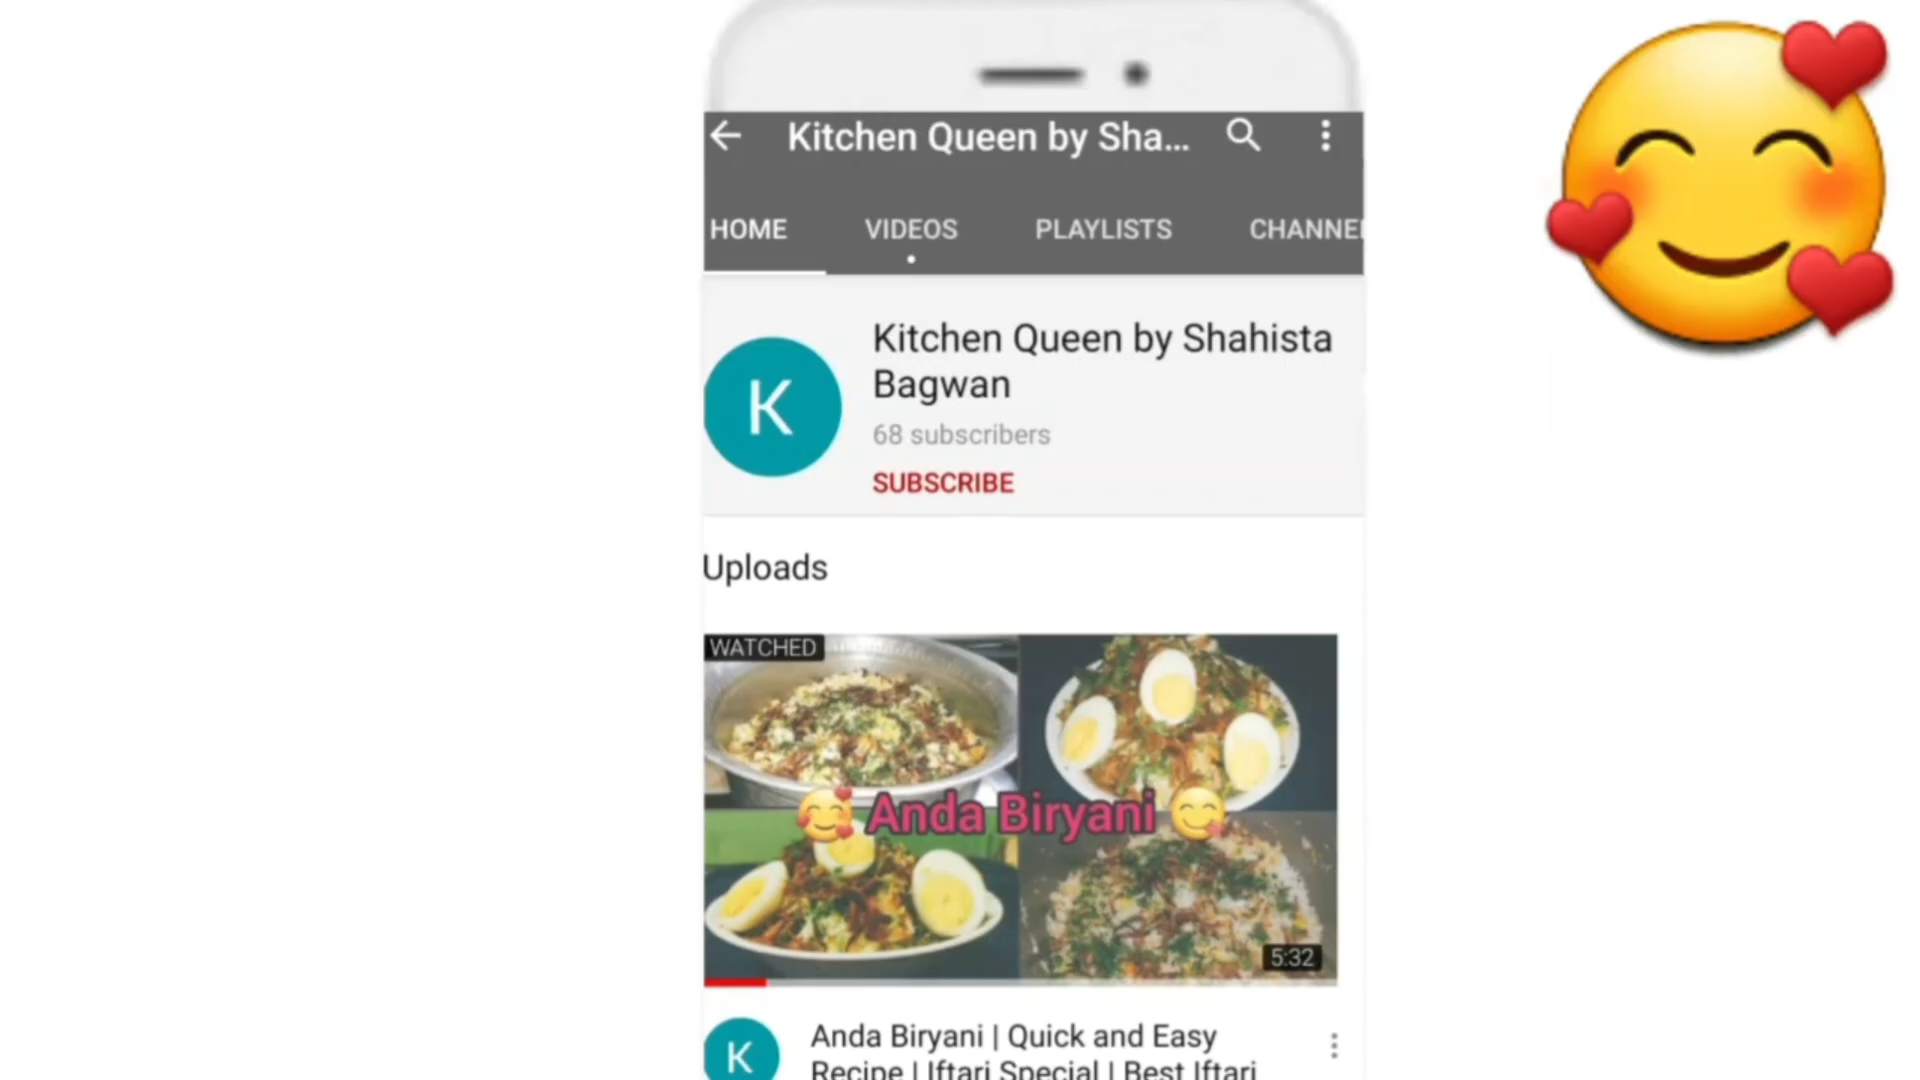 Kitchen Queen by Sha...
HOME VIDEOS PLAYLISTS CHANNE
Kitchen Queen by Shahista
Bagwan
68 subscribers
SUBSCRIBE
Uploads
WATCHED
Anda Biryani
5:32
K
K
Anda Biryani | Quick and Easy
Recipe | Iftari Special | Best Iftari